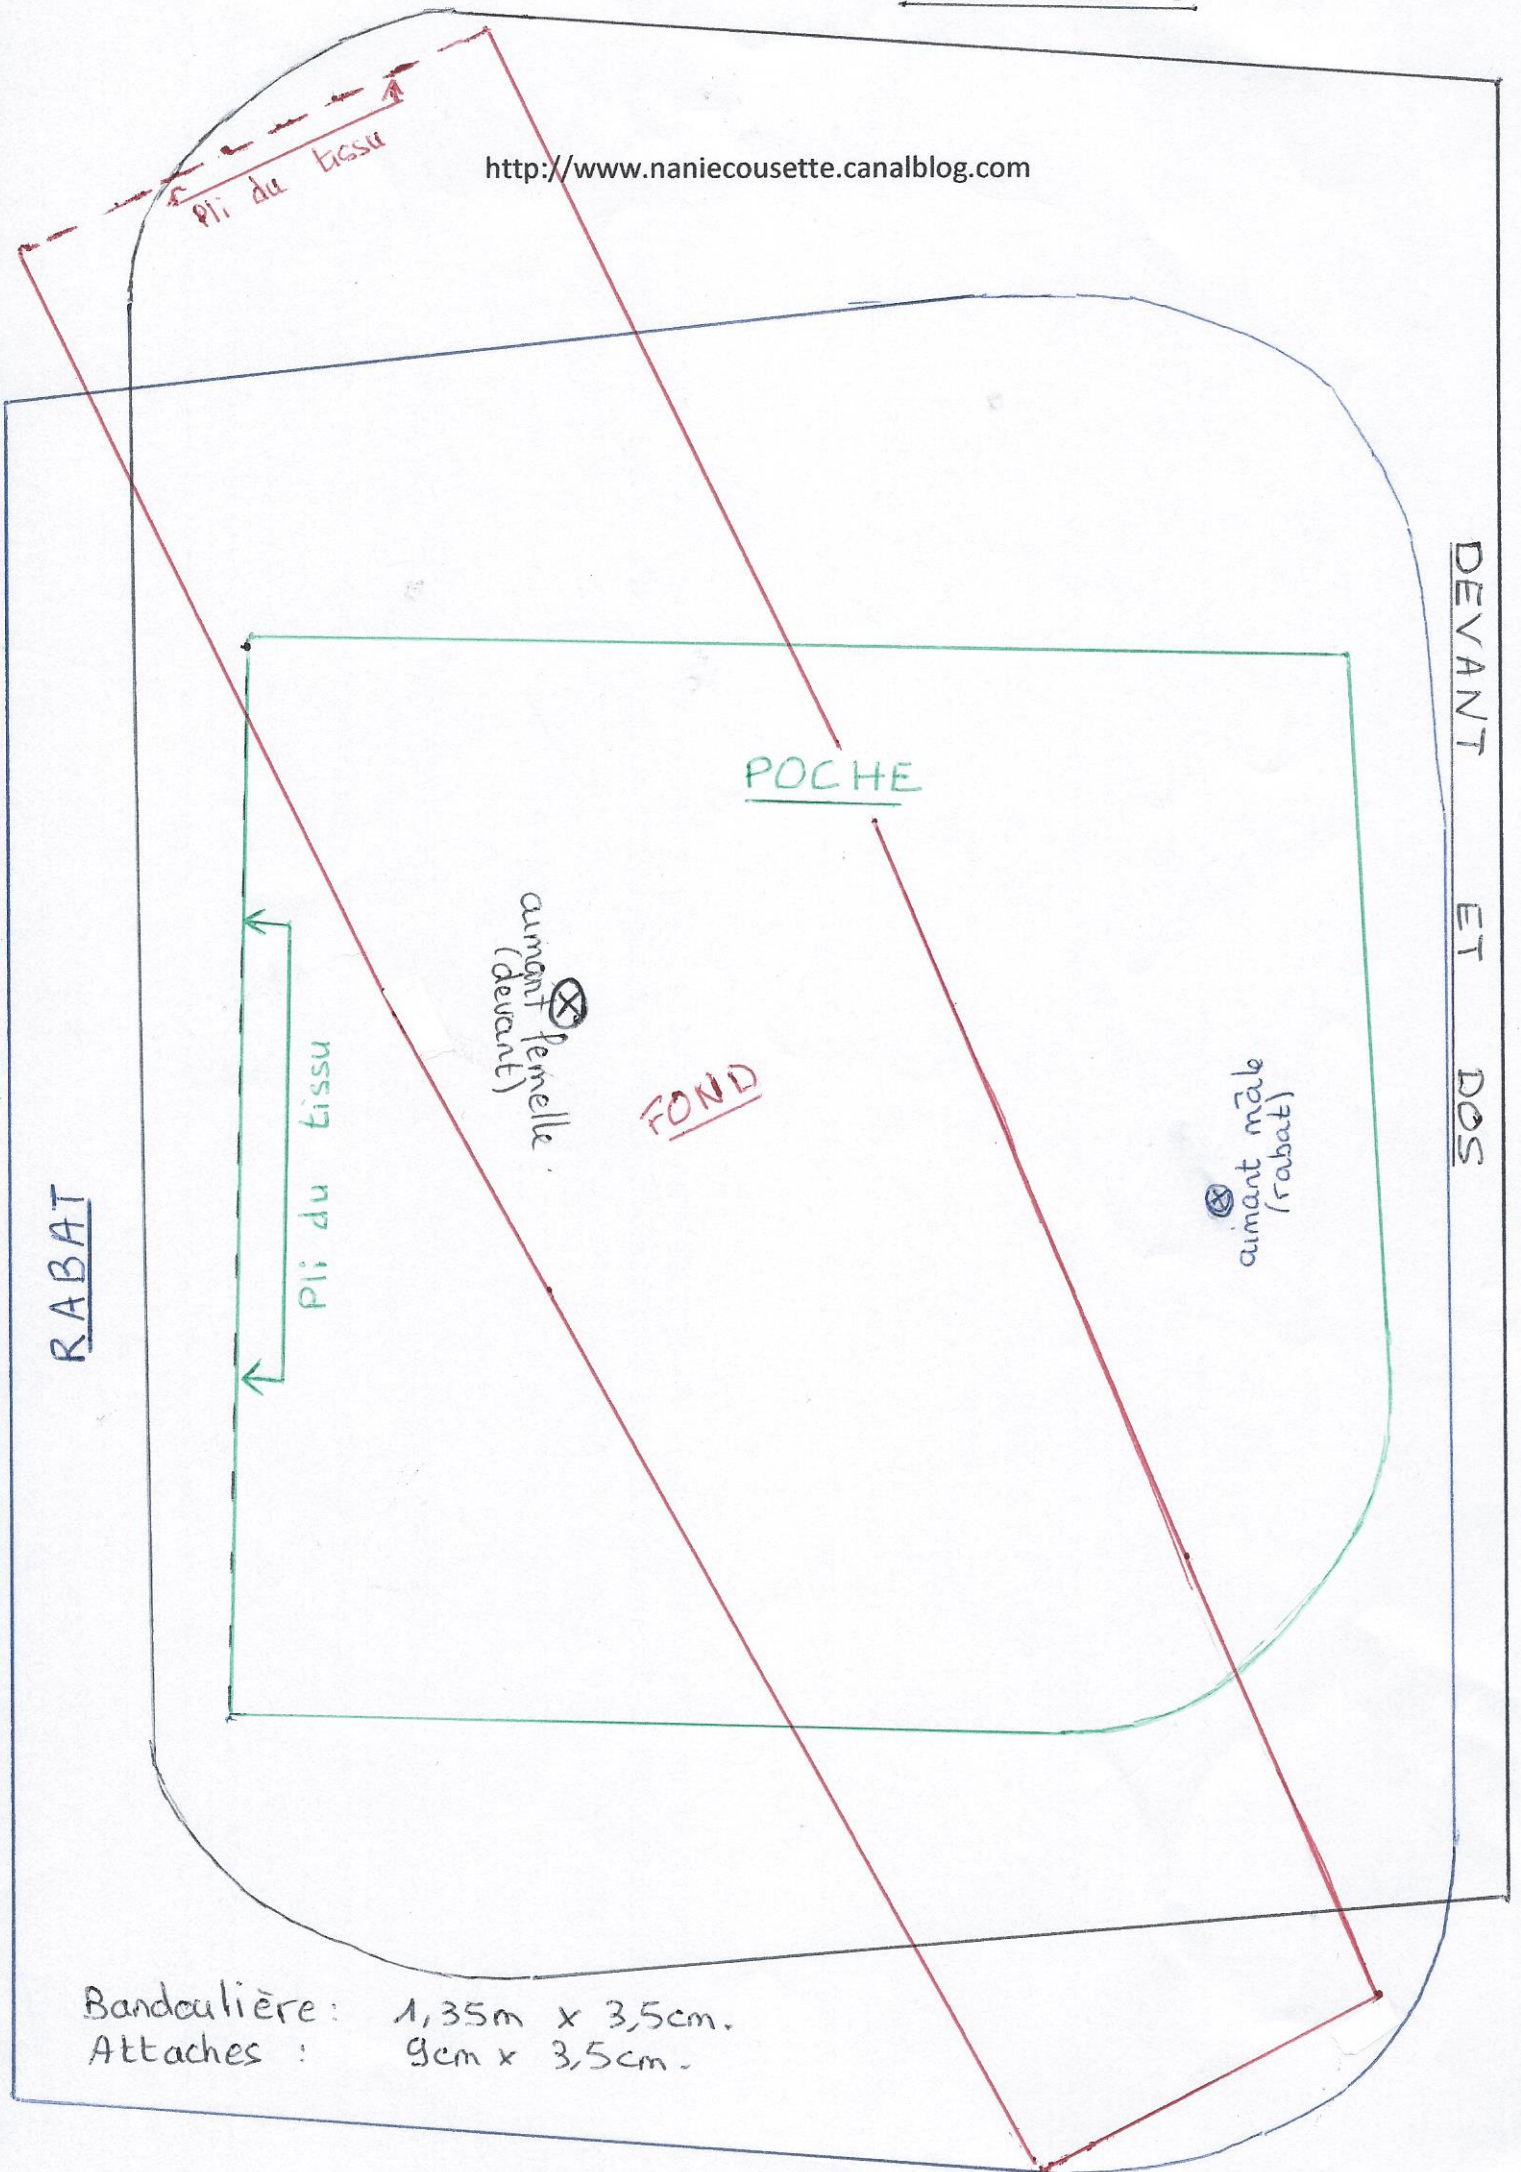 Pli du tissu
http://www.naniecousette.canalblog.com
DEVANT ET DOS
POCHE
aimant femelle.
(devant)
FOND
aimant mâle
(rabat)
Pli du tissu
RABAT
Bandoulière : 1,35m x 3,5cm.
Attaches : 9cm x 3,5cm.